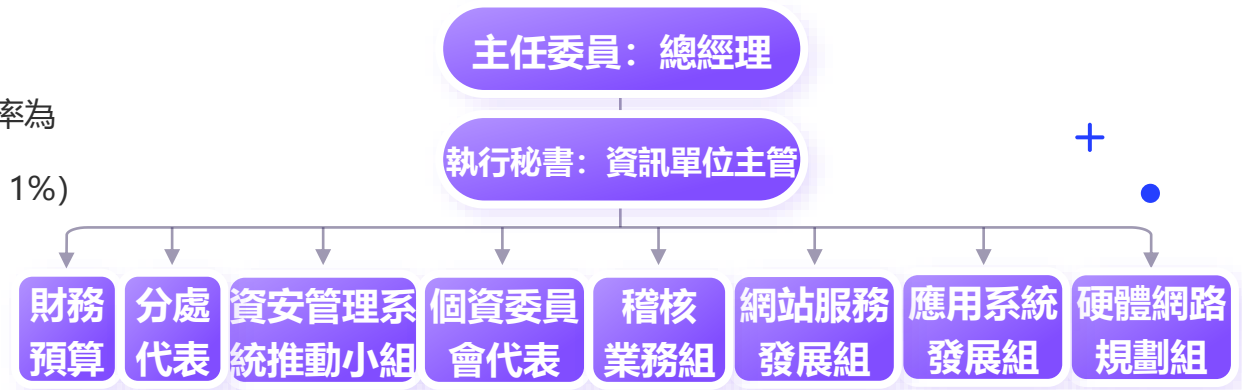 主任委員：總經理
率為
執行秘書：資訊單位主管
1%)
財務
預算
分處
代表
資安管理系
統推動小組
個資委員
會代表
稽核
業務組
網站服務
發展組
應用系統
發展組
硬體網路
規劃組